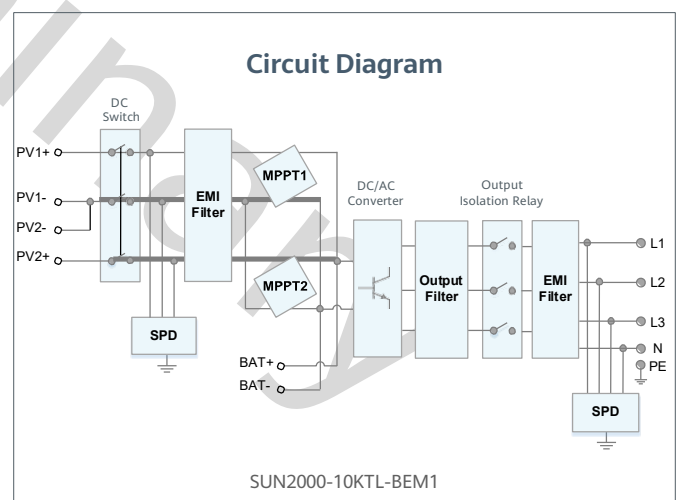 Circuit Diagram
DC
Switch
PV1+
PV1-
PV2-
PV2+
EMI
Filter
MPPT1
MPPT2
SPD
BAT+
BAT-
DC/AC
Converter
Output
Filter
Output
Isolation Relay
EMI
Filter
L1
L2
L3
N
PE
SPD
SUN2000-10KTL-BEM1